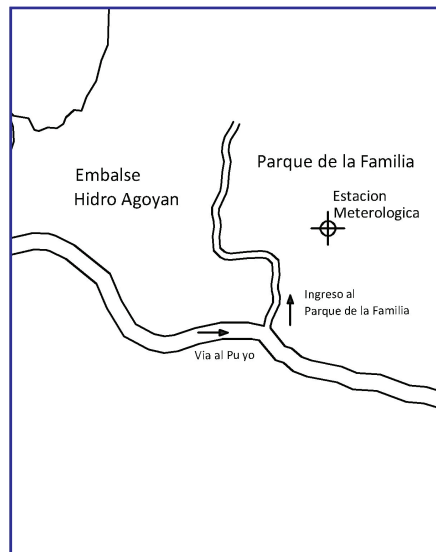 Embalse
Hidro Agoyan
Parque de la Familia
Estacion
Meterologica
Ingreso al
Parque de la Familia
Via al Pu yo